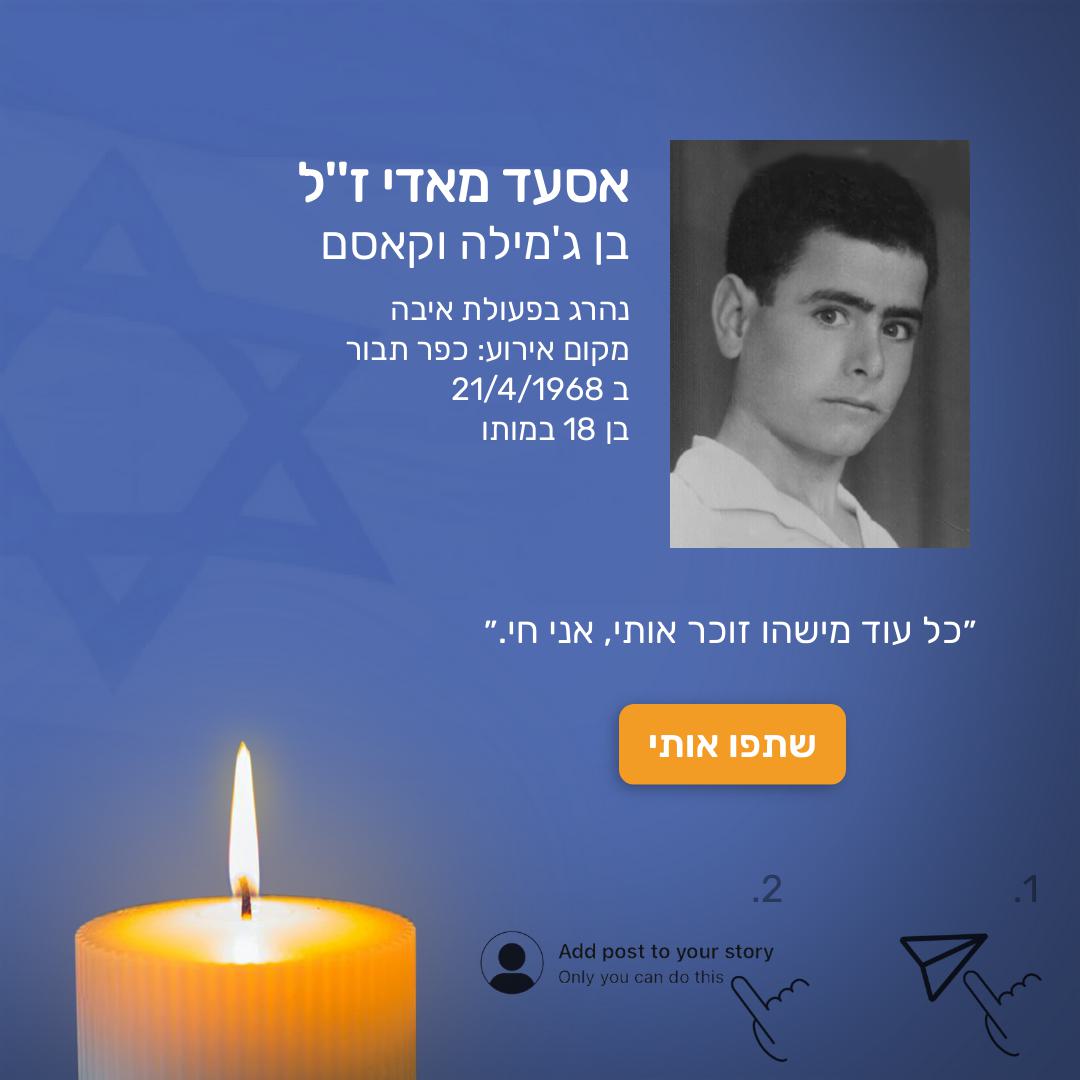 אסעד מאדי ז"ל
בן ג'מילה וקאסם
נהרג בפעולת איבה
מקום אירוע: כפר תבור
ב 21/4/1968
בן 18 במותו
״כל עוד מישהו זוכר אותי, אני חי.״
שתפו אותי
1.
2.
Add post to your story
Only you can do this